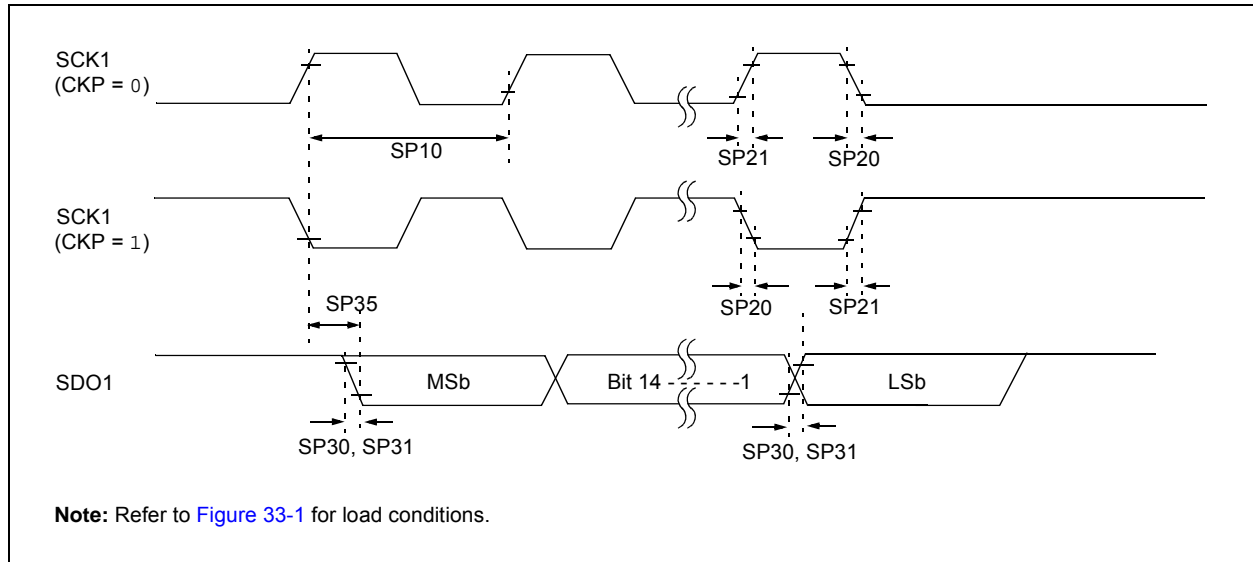 SCK1
(CKP = 0)
SP10
SP21
SP20
SCK1
(CKP = 1)
SP35
SP20
SP21
SDO1
MSb
Bit 14 - - - - - -1
LSb
SP30, SP31
SP30, SP31
Note: Refer to Figure 33-1 for load conditions.